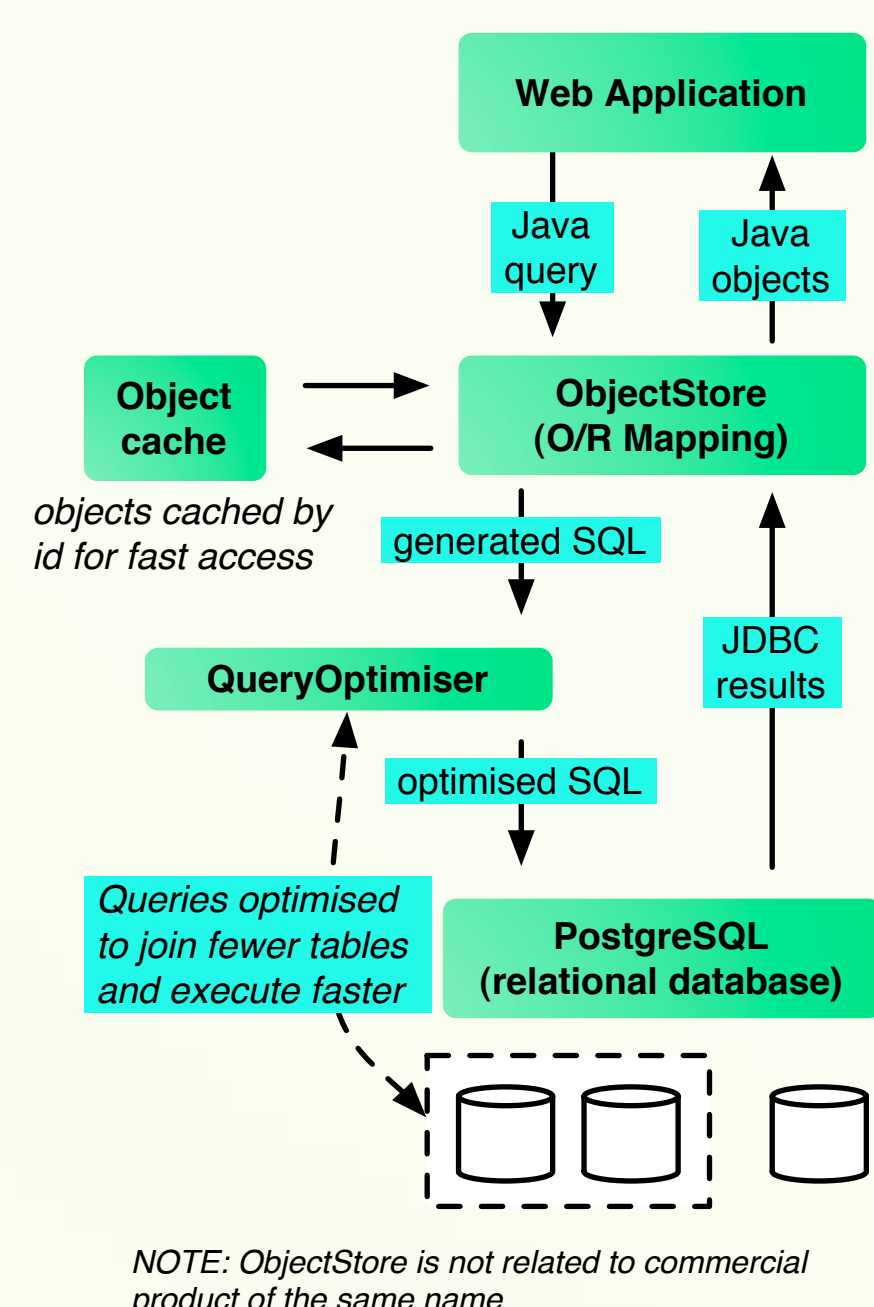 Web Application
Java
query
Java
objects
Object
cache
ObjectStore
(O/R Mapping)
objects cached by
id for fast access
generated SQL
QueryOptimiser
JDBC
results
optimised SQL
Queries optimised
to join fewer tables
and execute faster
PostgreSQL
(relational database)
NOTE: ObjectStore is not related to commercial
product of the same name